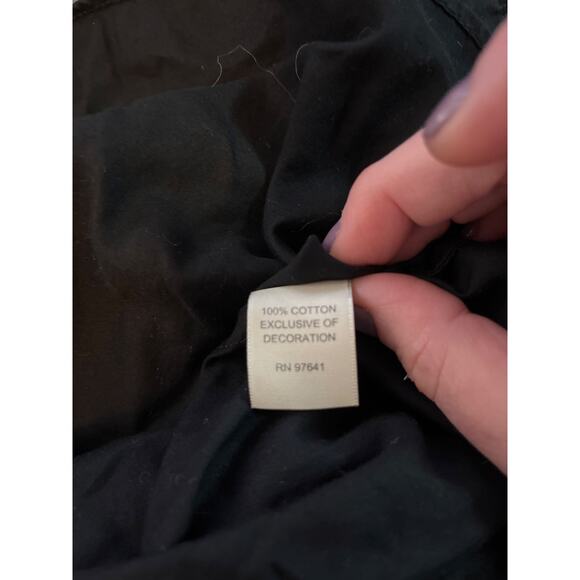 100% COTTON
EXCLUSIVE OF
DECORATION
RN 97641